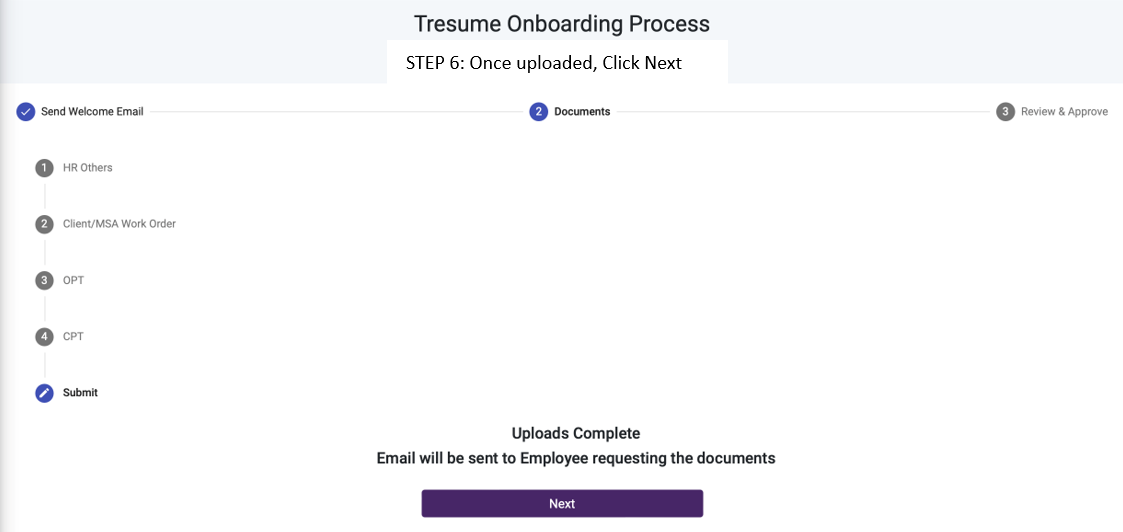 Tresume Onboarding Process
STEP 6: Once uploaded, Click Next
Send Welcome Email
2 Documents
3 Review & Approve
1 HR Others
2 Client/MSA Work Order
3 OPT
4 CPT
Submit
Uploads Complete
Email will be sent to Employee requesting the documents
Next